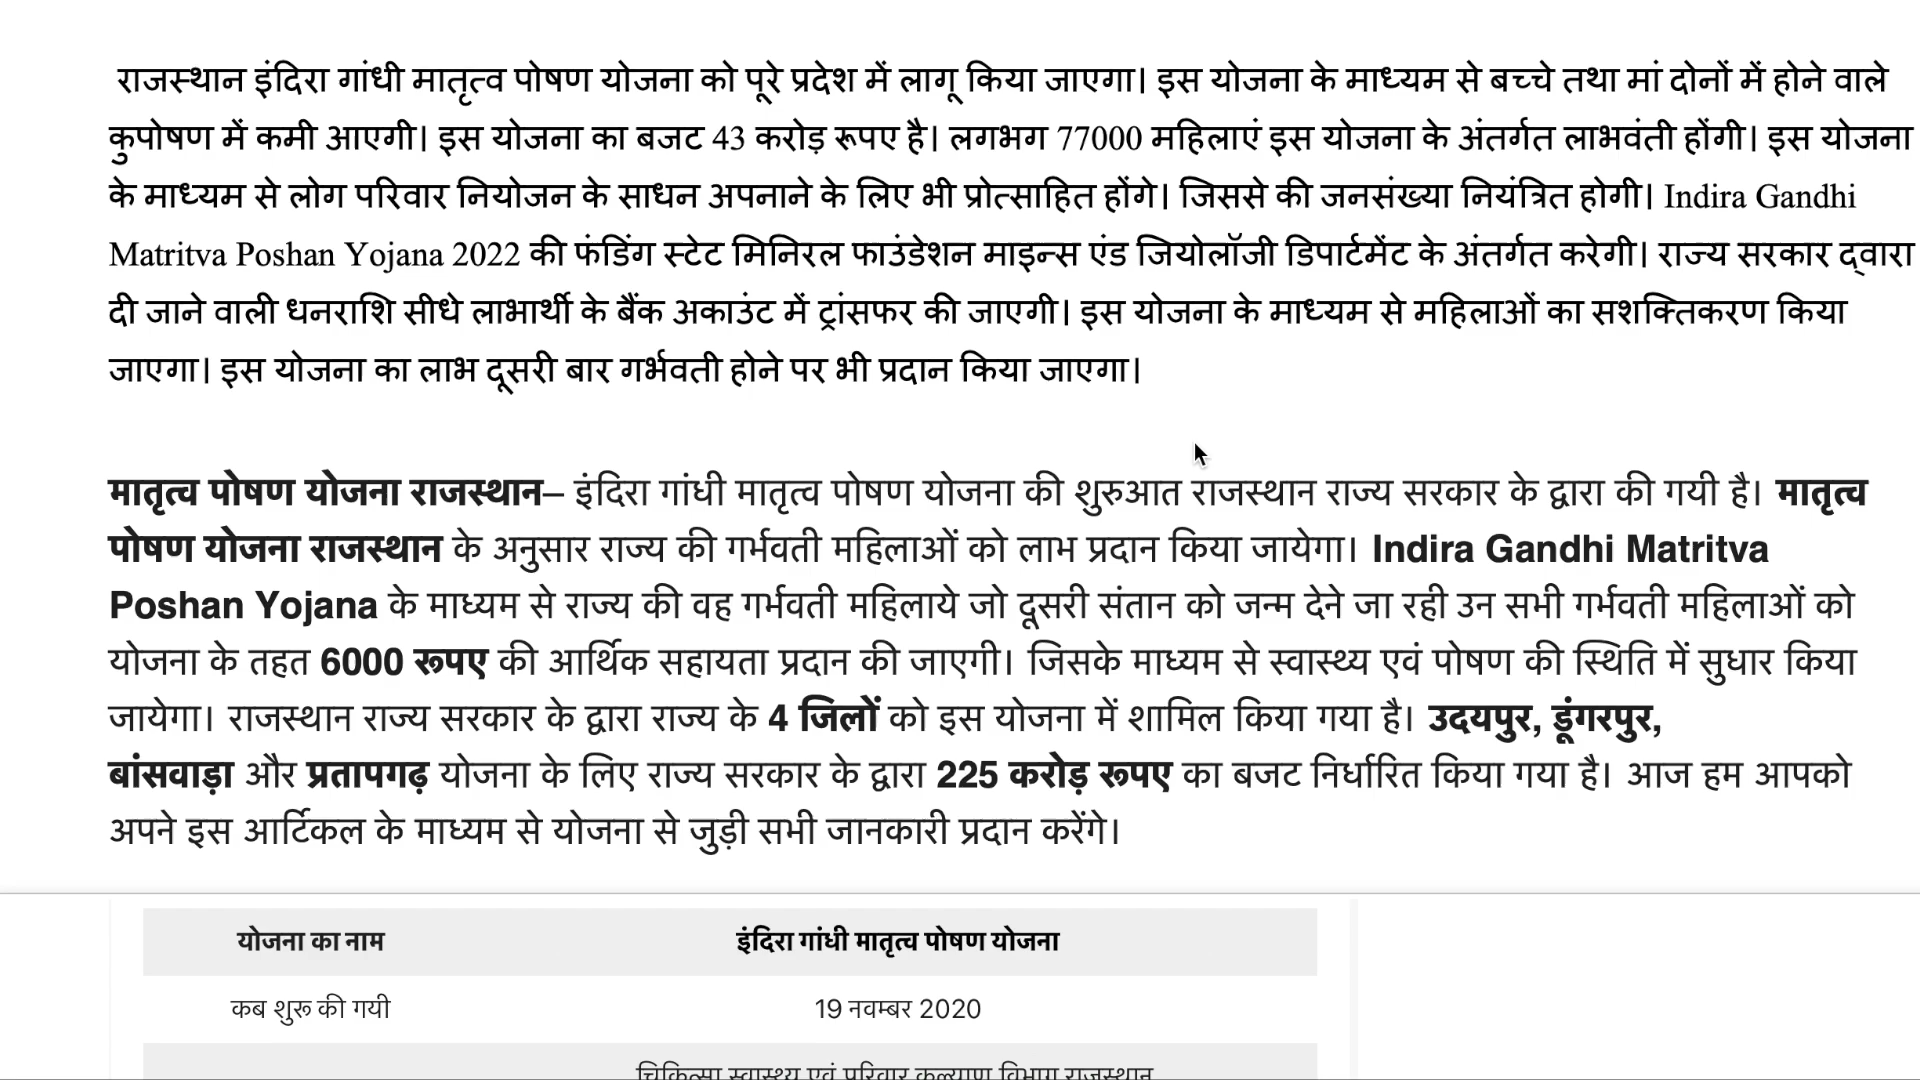 राजस्थान इंदिरा गांधी मातृत्व पोषण योजना को पूरे प्रदेश में लागू किया जाएगा। इस योजना के माध्यम से बच्चे तथा मां दोनों में होने वाले
कुपोषण में कमी आएगी। इस योजना का बजट 43 करोड़ रूपए है। लगभग 77000 महिलाएं इस योजना के अंतर्गत लाभवंती होंगी। इस योजना
के माध्यम से लोग परिवार नियोजन के साधन अपनाने के लिए भी प्रोत्साहित होंगे। जिससे की जनसंख्या नियंत्रित होगी। Indira Gandhi
Matritva Poshan Yojana 2022 की फंडिंग स्टेट मिनिरल फाउंडेशन माइन्स एंड जियोलॉजी डिपार्टमेंट के अंतर्गत करेगी। राज्य सरकार द्वारा
दी जाने वाली धनराशि सीधे लाभार्थी के बैंक अकाउंट में ट्रांसफर की जाएगी। इस योजना के माध्यम से महिलाओं का सशक्तिकरण किया
जाएगा। इस योजना का लाभ दूसरी बार गर्भवती होने पर भी प्रदान किया जाएगा।
मातृत्व पोषण योजना राजस्थान– इंदिरा गांधी मातृत्व पोषण योजना की शुरुआत राजस्थान राज्य सरकार के द्वारा की गयी है। मातृत्व
पोषण योजना राजस्थान के अनुसार राज्य की गर्भवती महिलाओं को लाभ प्रदान किया जायेगा। Indira Gandhi Matritva
Poshan Yojana के माध्यम से राज्य की वह गर्भवती महिलाये जो दूसरी संतान को जन्म देने जा रही उन सभी गर्भवती महिलाओं को
योजना के तहत 6000 रूपए की आर्थिक सहायता प्रदान की जाएगी। जिसके माध्यम से स्वास्थ्य एवं पोषण की स्थिति में सुधार किया
जायेगा। राजस्थान राज्य सरकार के द्वारा राज्य के 4 जिलों को इस योजना में शामिल किया गया है। उदयपुर, डूंगरपुर,
बांसवाड़ा और प्रतापगढ़ योजना के लिए राज्य सरकार के द्वारा 225 करोड़ रूपए का बजट निर्धारित किया गया है। आज हम आपको
अपने इस आर्टिकल के माध्यम से योजना से जुड़ी सभी जानकारी प्रदान करेंगे।
योजना का नाम इंदिरा गांधी मातृत्व पोषण योजना
कब शुरू की गयी 19 नवम्बर 2020
चिकित्सा स्वास्थ्य एवं परिवार कल्याण विभाग राजस्थान